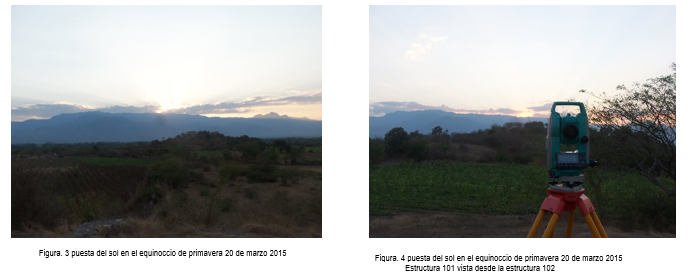 Figura. 3 puesta del sol en el equinoccio de primavera 20 de marzo 2015
Figura. 4 puesta del sol en el equinoccio de primavera 20 de marzo 2015
Estructura 101 vista desde la estructura 102